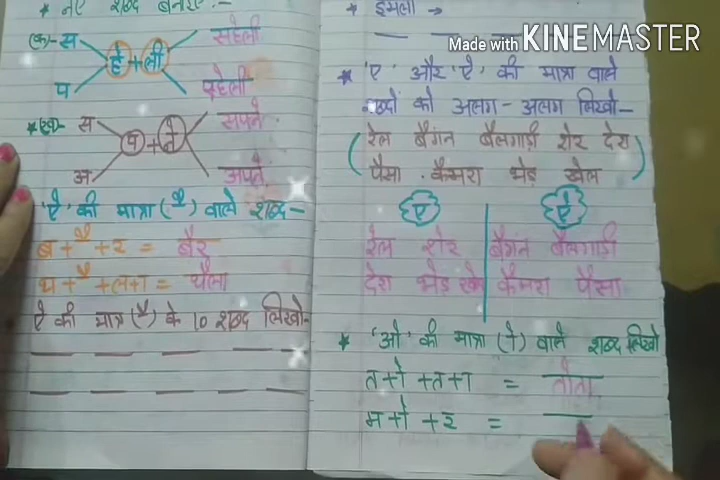 * नए शब्द बनाइए :-
(क)- स
प
हे + ली
सहेली
पहेली
*(ख)- स
अ
प + ने
सपने
अपने
'ऐ' की मात्रा (ै) वाले शब्द -
ब + ै + र = बैर
थ + ै + ल + ा = थैला
ऐ की मात्र (ै) के 10 शब्द लिखो-
* इमली →
Made with KINEMASTER
* 'ए' और 'ऐ' की मात्रा वाले
शब्दों को अलग - अलग लिखो-
(रेल बैंगन बैलगाड़ी शेर देश
पैसा . कैमरा भेड़ खेल)
ए ऐ
रेल शेर बैंगन बैलगाड़ी
देश भेड़ खेल कैमरा पैसा
* 'ओ' की मात्रा (ो) वाले शब्द लिखो
त + ो + त + ा = तोता
म + ो + र =